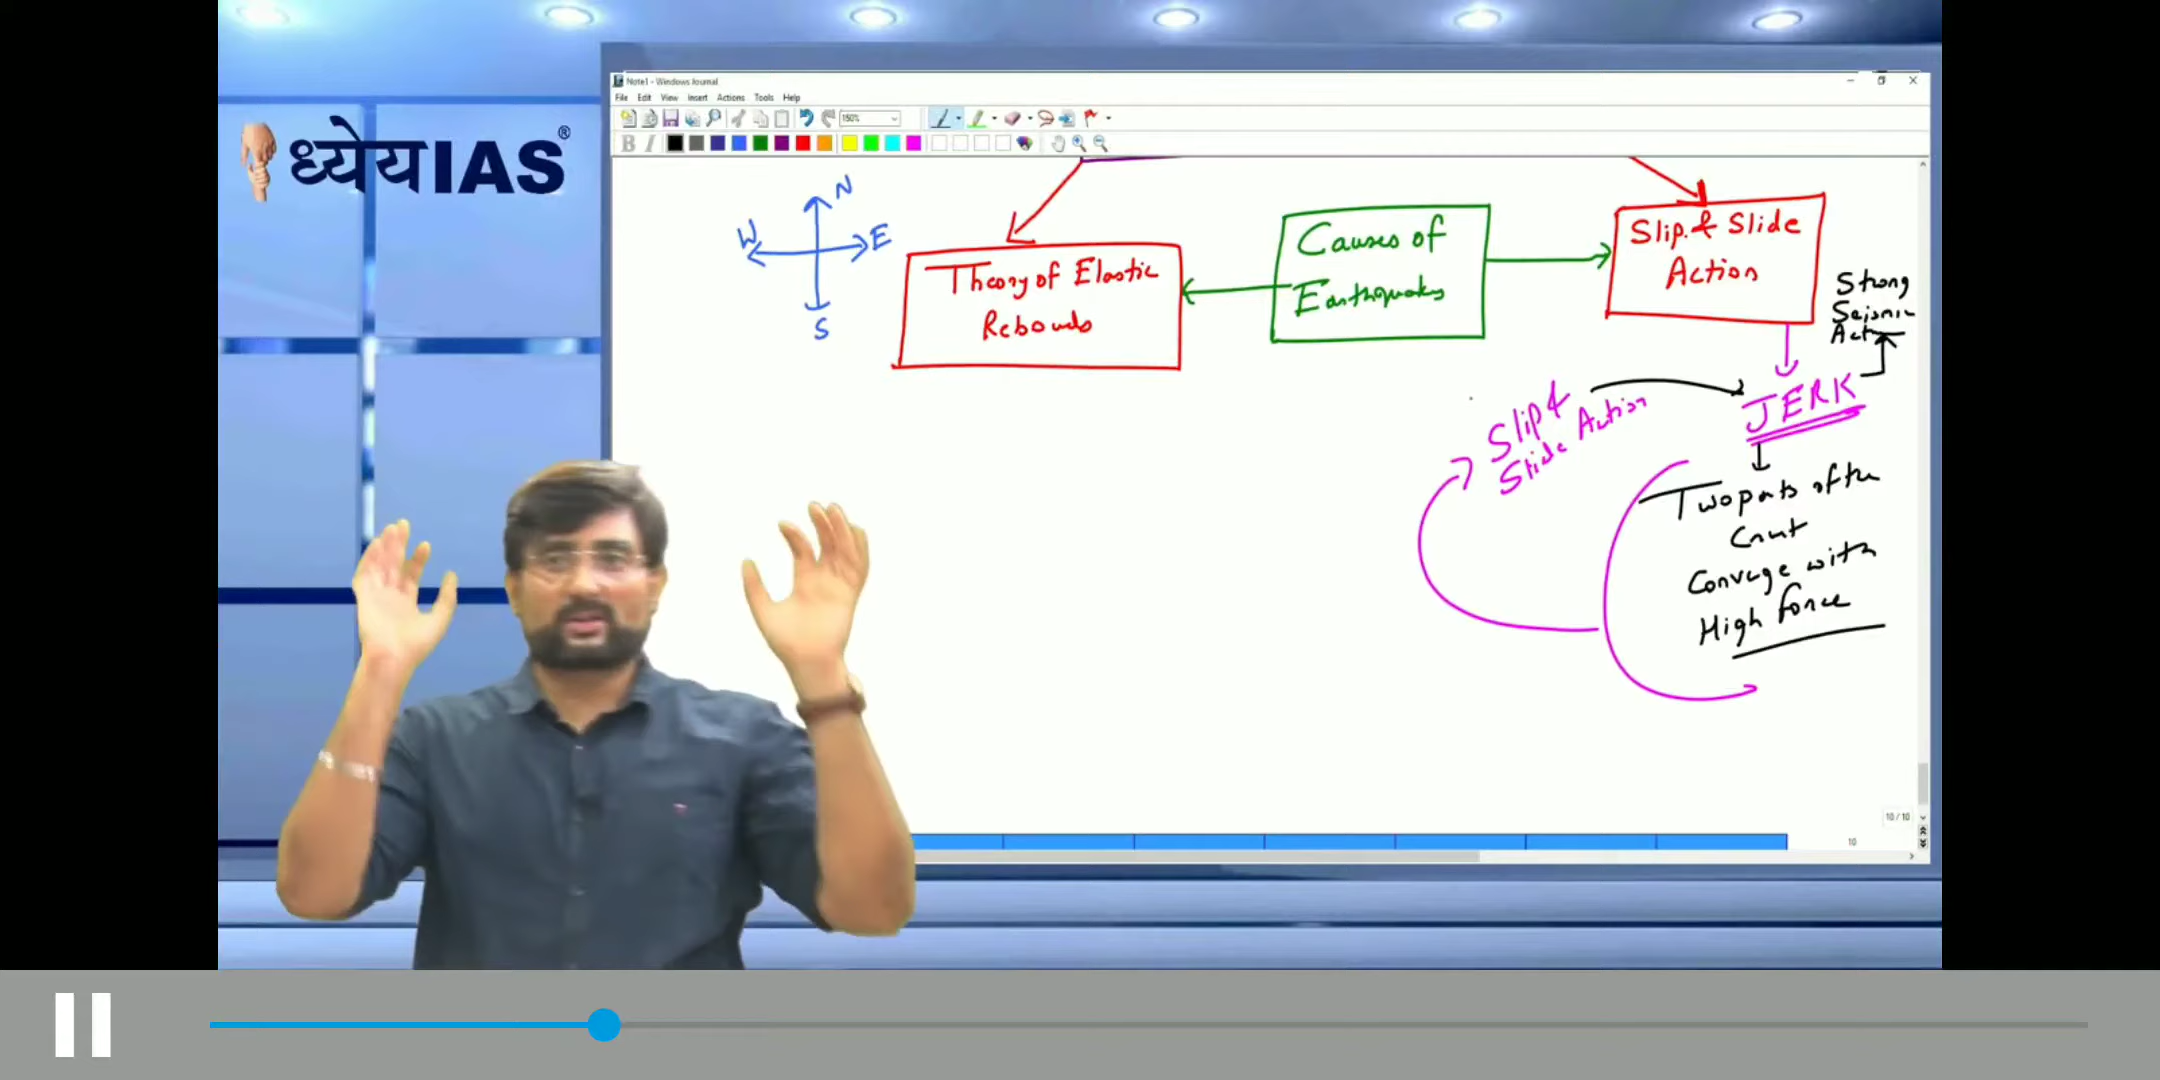 ध्येयIAS®
Note1 - Windows Journal
File Edit View Insert Actions Tools Help
150%
B I
N
W E
S
Theory of Elastic
Rebounds
Causes of
Earthquakes
Slip & Slide
Action
Strong
Seismic
Act
JERK
Slip &
Slide Action
Two parts of the
Crust
Converge with
High force
10 / 10
10